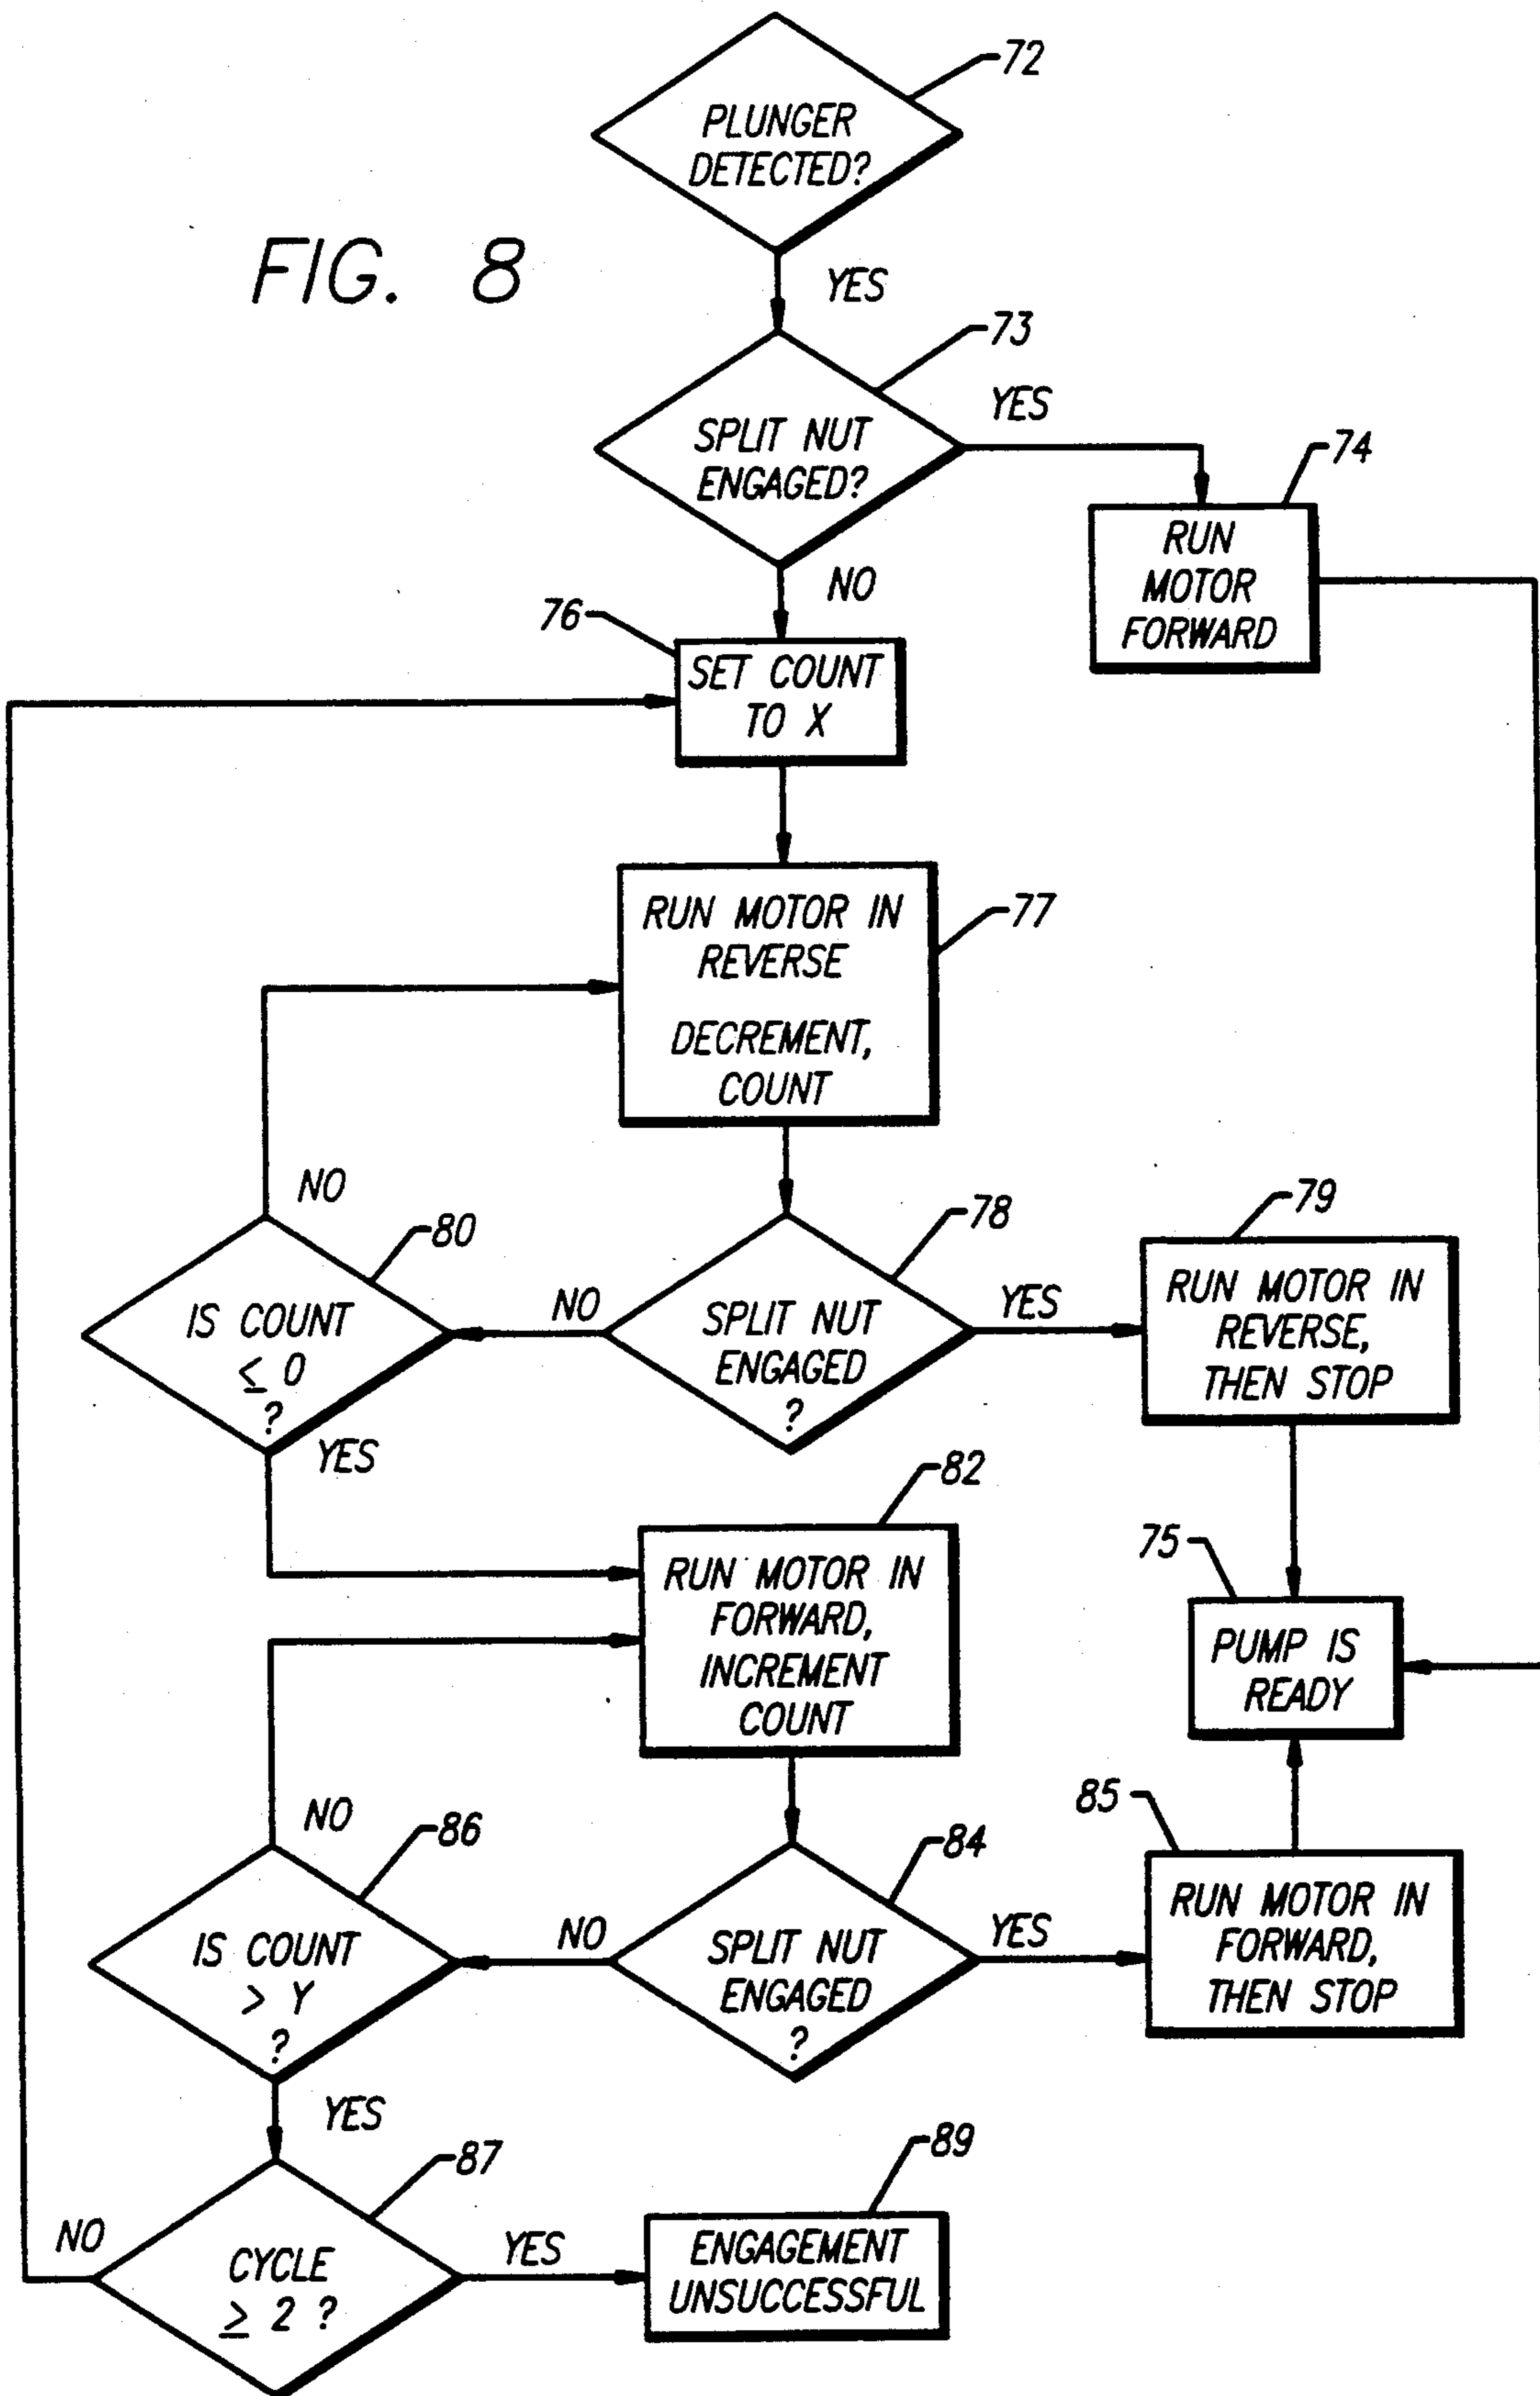 FIG. 8
72
PLUNGER
DETECTED?
YES
73
SPLIT NUT
ENGAGED?
YES
74
RUN
MOTOR
FORWARD
NO
76
SET COUNT
TO X
77
RUN MOTOR IN
REVERSE
DECREMENT,
COUNT
NO
80
IS COUNT
≤ 0
?
NO
78
SPLIT NUT
ENGAGED
?
YES
79
RUN MOTOR IN
REVERSE,
THEN STOP
YES
82
RUN MOTOR IN
FORWARD,
INCREMENT
COUNT
75
PUMP IS
READY
NO
86
IS COUNT
> Y
?
NO
84
SPLIT NUT
ENGAGED
?
YES
85
RUN MOTOR IN
FORWARD,
THEN STOP
YES
87
NO
CYCLE
≥ 2 ?
YES
89
ENGAGEMENT
UNSUCCESSFUL